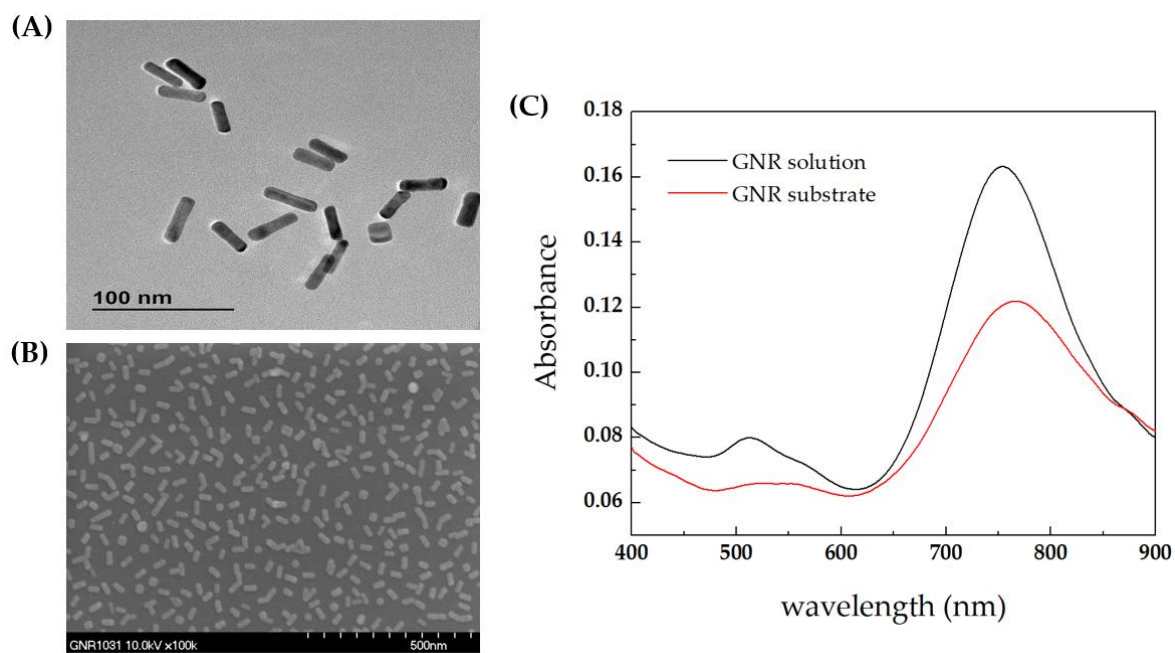 (A)
100 nm
(B)
GNR1031 10.0kV x100k 500nm
(C)
0.18
0.16
0.14
0.12
0.10
0.08
0.06
Absorbance
GNR solution
GNR substrate
400 500 600 700 800 900
wavelength (nm)